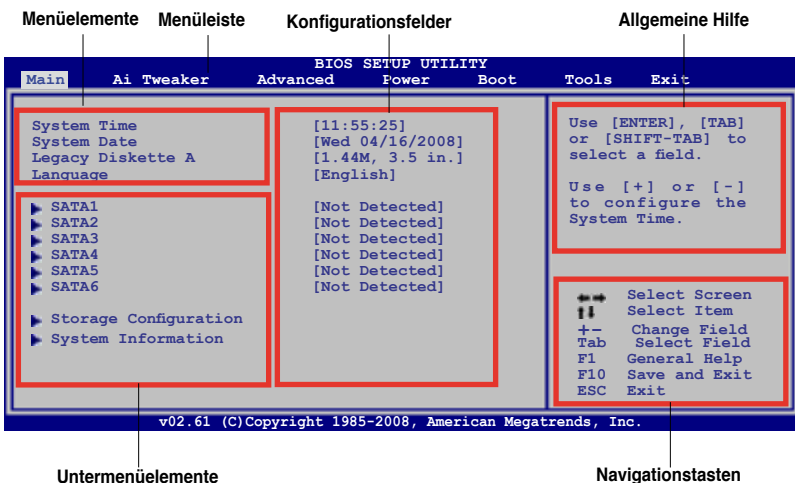 Menüelemente Menüleiste Konfigurationsfelder Allgemeine Hilfe
BIOS SETUP UTILITY
Main Ai Tweaker Advanced Power Boot Tools Exit
System Time [11:55:25]
System Date [Wed 04/16/2008]
Legacy Diskette A [1.44M, 3.5 in.]
Language [English]
SATA1 [Not Detected]
SATA2 [Not Detected]
SATA3 [Not Detected]
SATA4 [Not Detected]
SATA5 [Not Detected]
SATA6 [Not Detected]
Storage Configuration
System Information
Use [ENTER], [TAB]
or [SHIFT-TAB] to
select a field.
Use [+] or [-]
to configure the
System Time.
←→ Select Screen
↑↓ Select Item
+- Change Field
Tab Select Field
F1 General Help
F10 Save and Exit
ESC Exit
v02.61 (C)Copyright 1985-2008, American Megatrends, Inc.
Untermenüelemente Navigationstasten